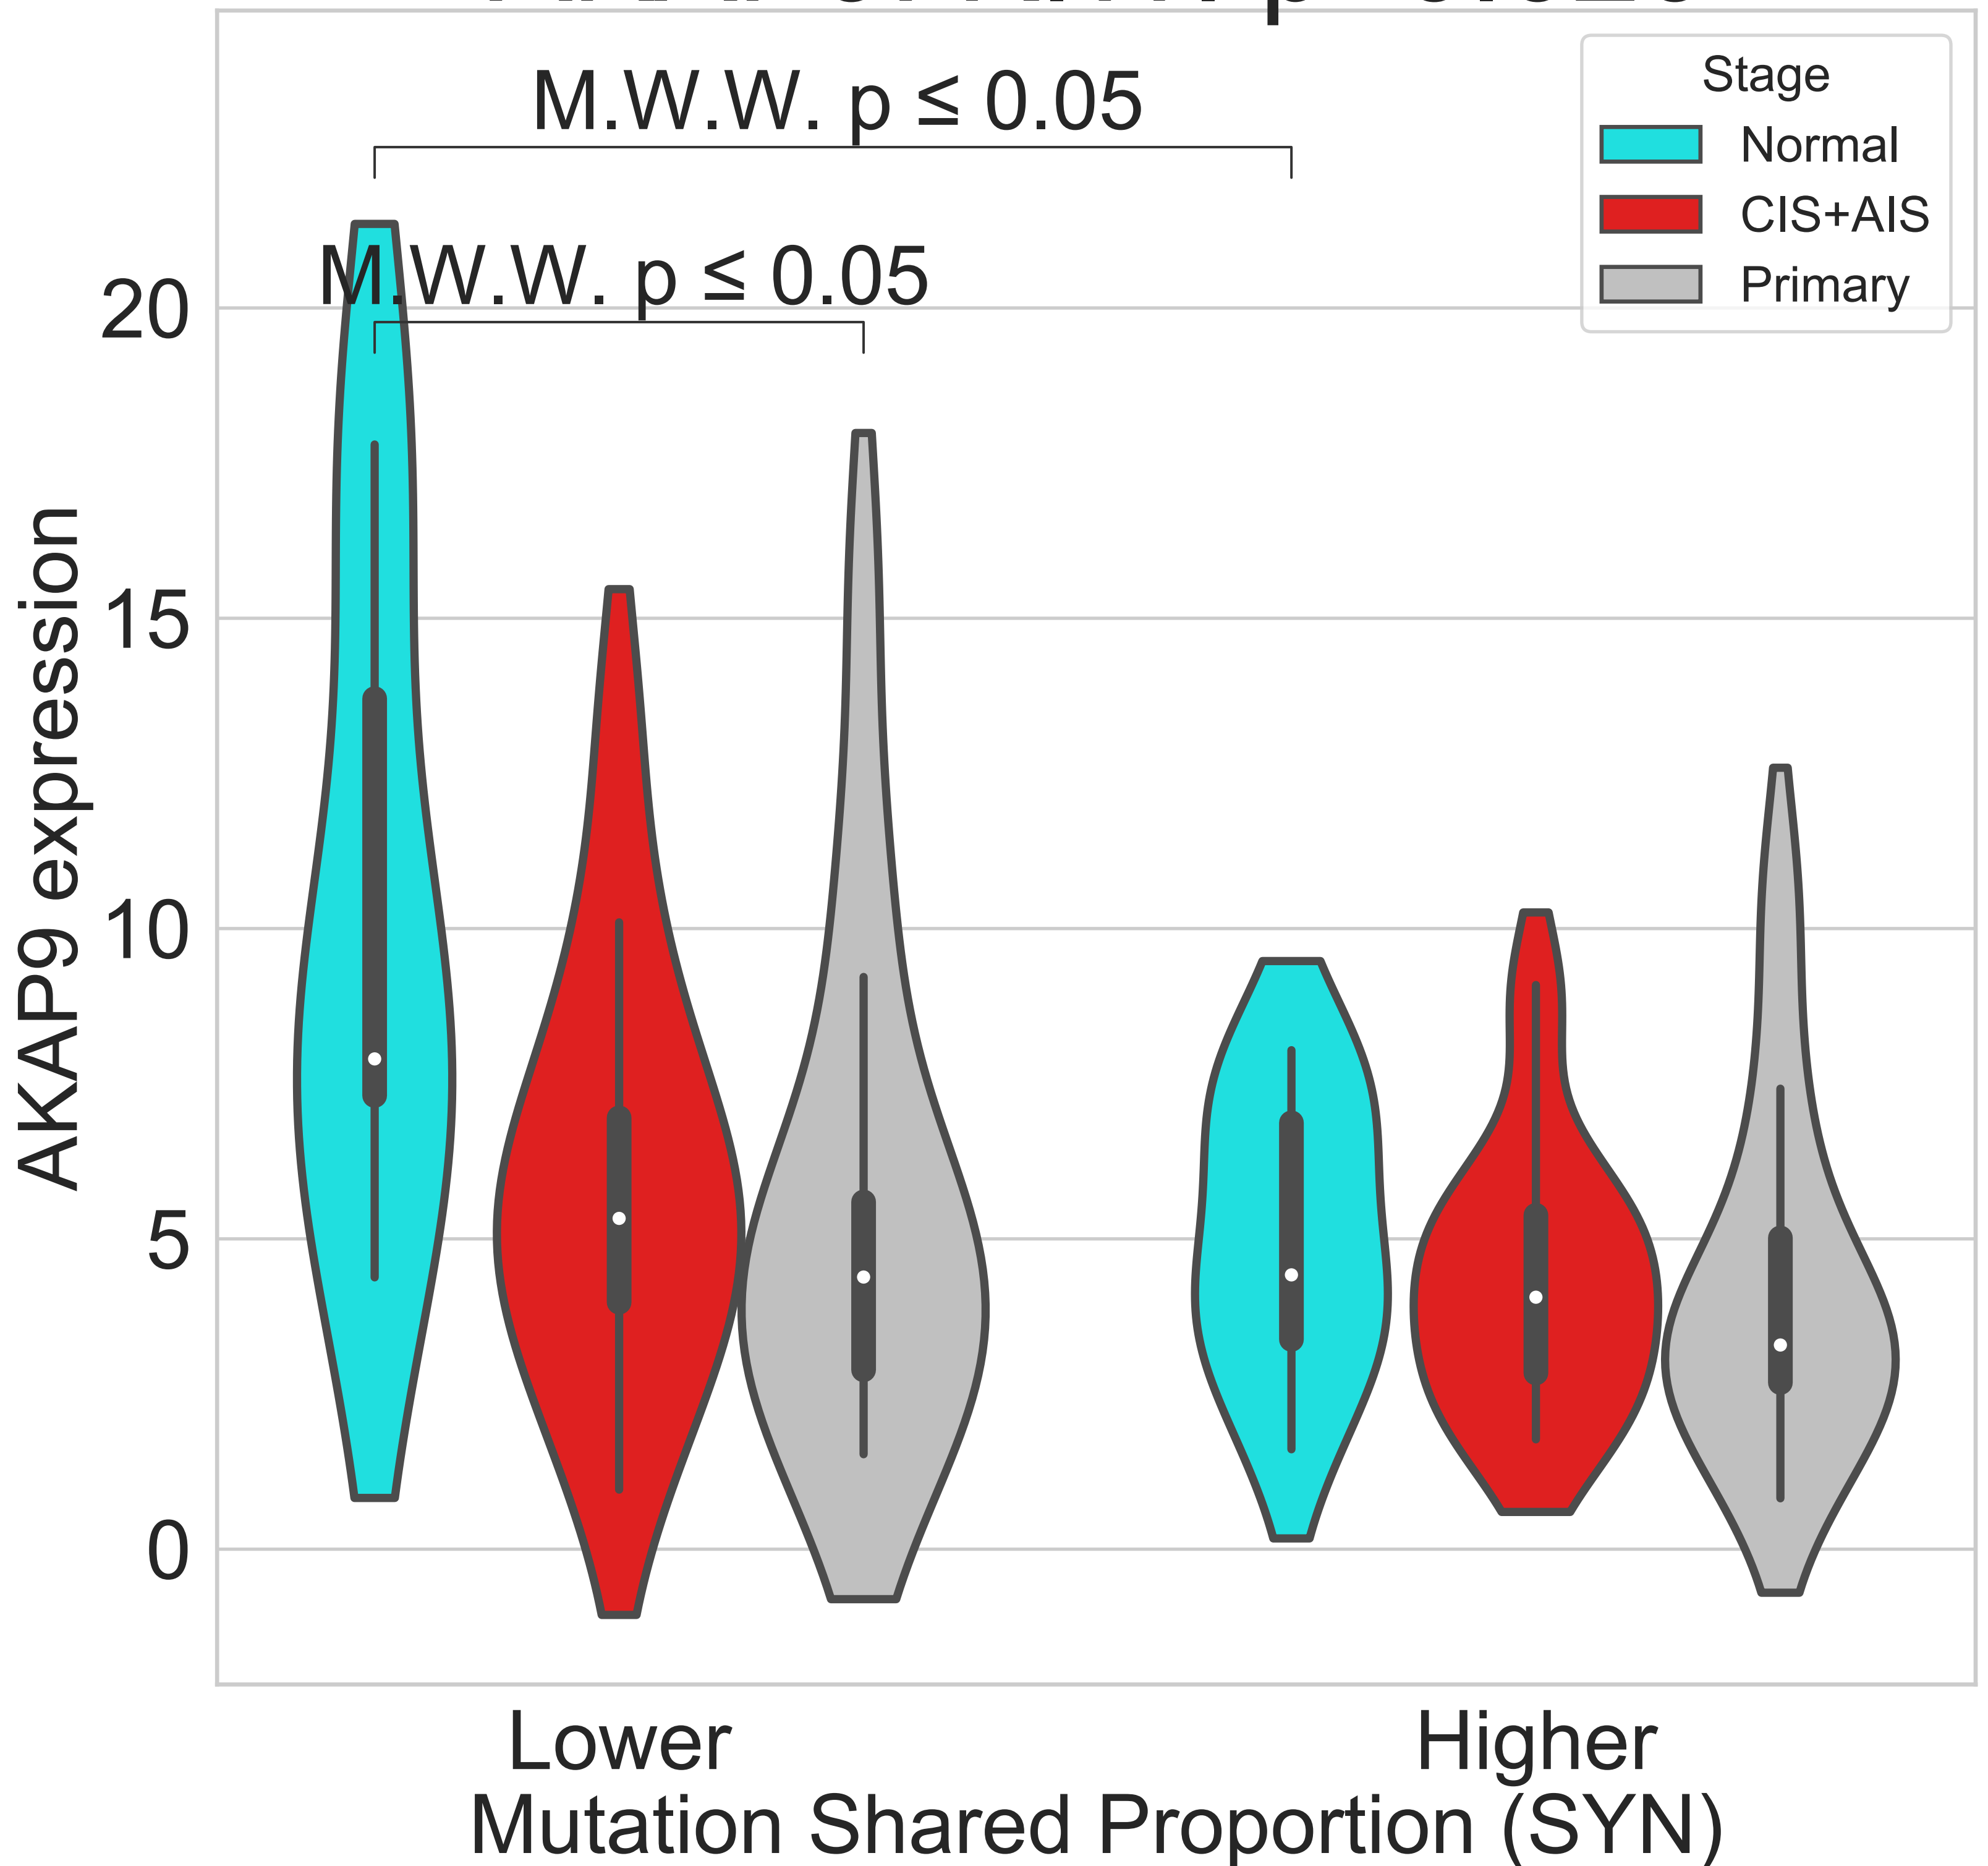 M.W.W. p ≤ 0.05
Stage
Normal
CIS+AIS
Primary
M.W.W. p ≤ 0.05
20
15
10
5
0
AKAP9 expression
Lower
Higher
Mutation Shared Proportion (SYN)